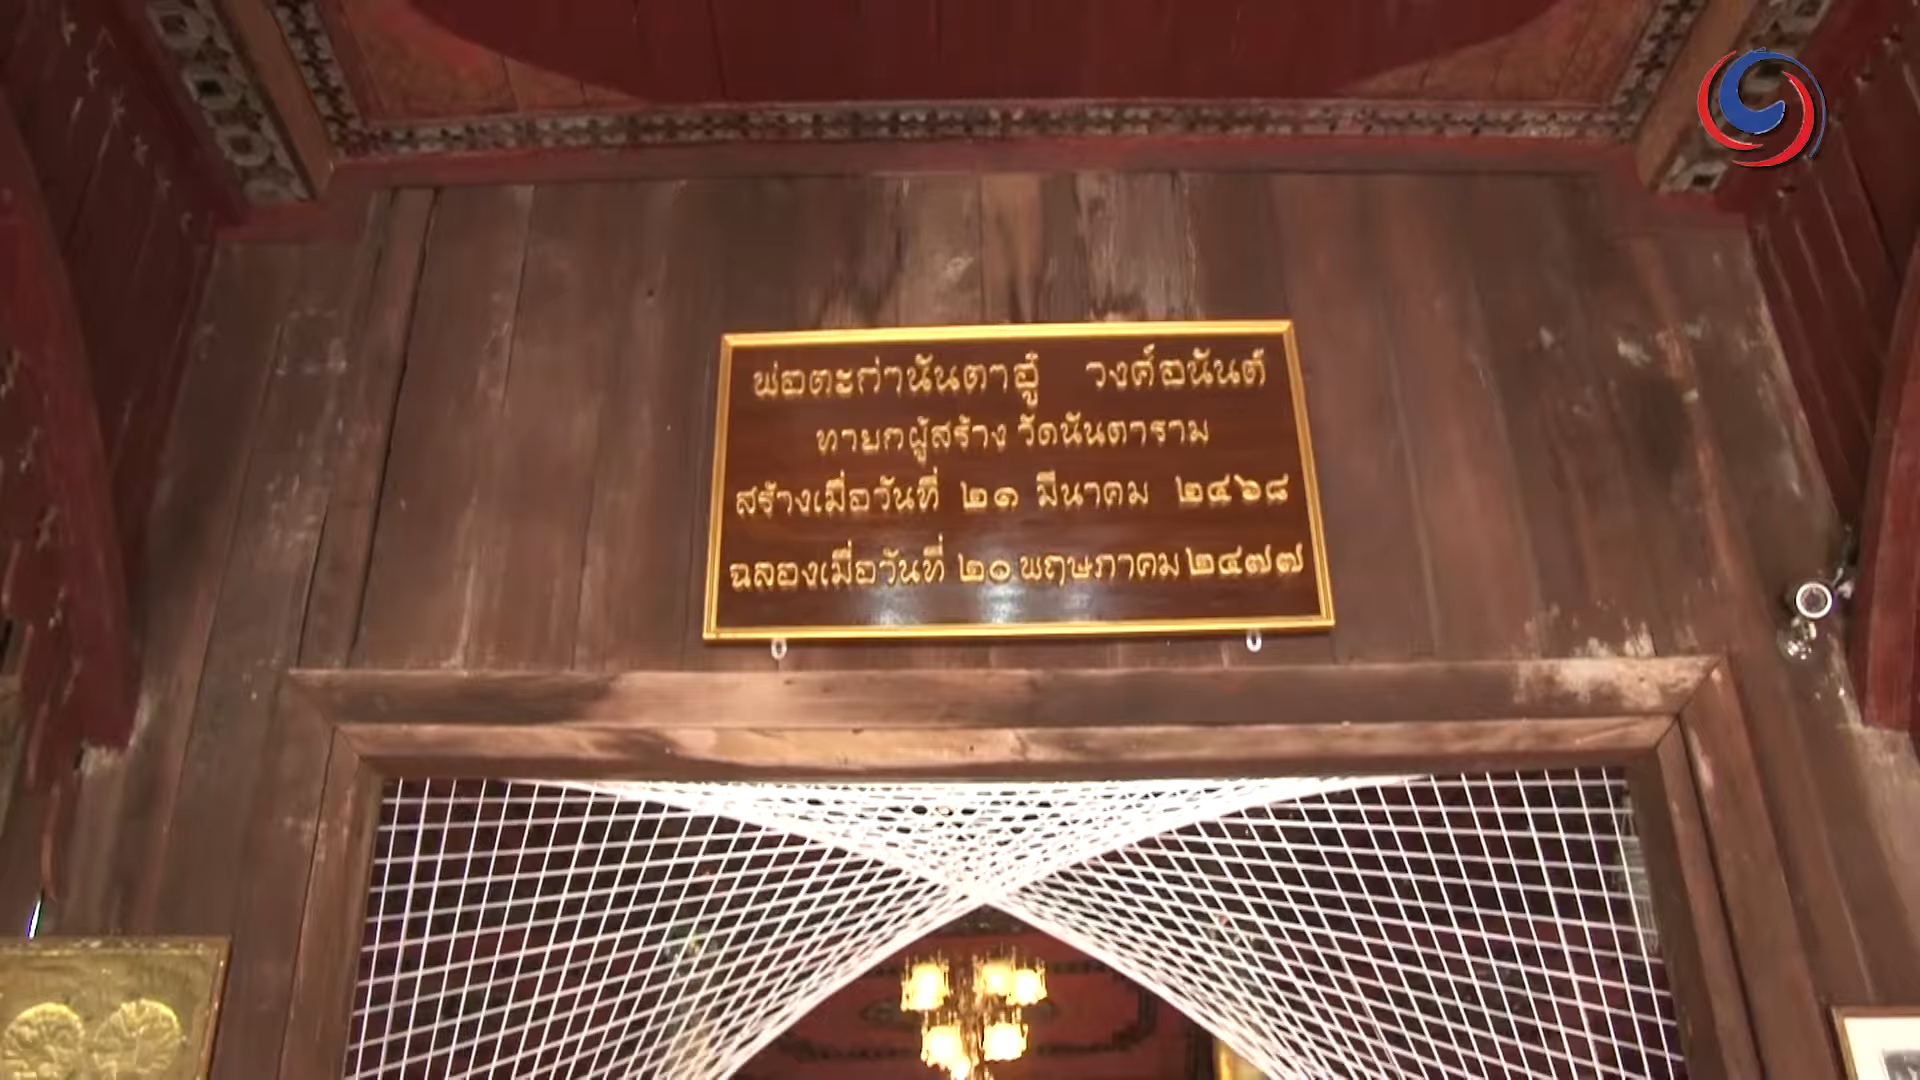 พ่อตะก่านันตาอู๋ วงศ์อนันต์
ทายกผู้สร้าง วัดนันตาราม
สร้างเมื่อวันที่ ๒๑ มีนาคม ๒๔๖๘
ฉลองเมื่อวันที่ ๒๐ พฤษภาคม ๒๔๗๗